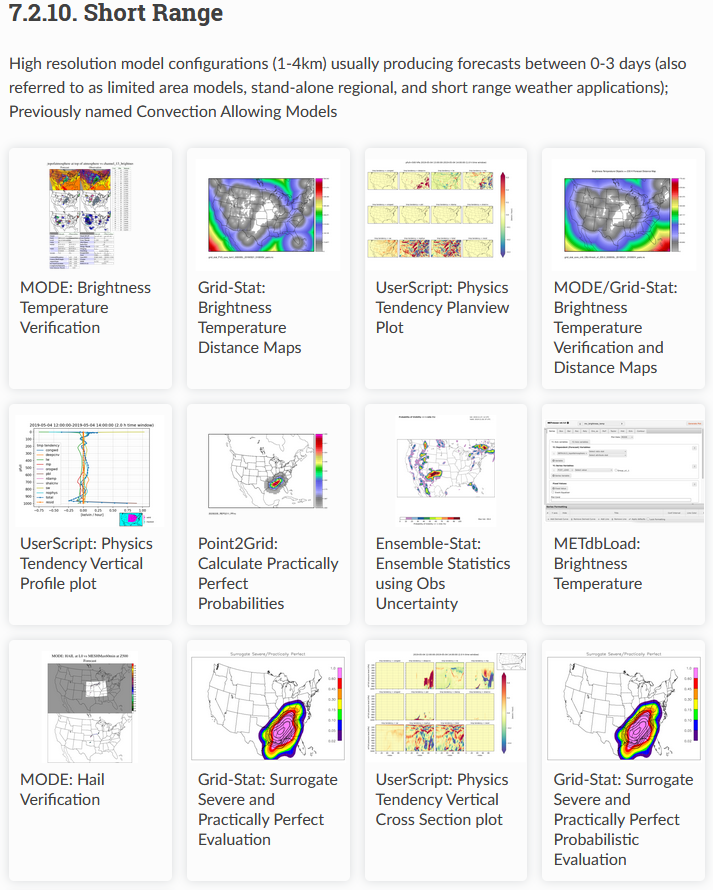 7.2.10. Short Range
High resolution model configurations (1-4km) usually producing forecasts between 0-3 days (also
referred to as limited area models, stand-alone regional, and short range weather applications);
Previously named Convection Allowing Models
MODE: Brightness
Temperature
Verification
Grid-Stat:
Brightness
Temperature
Distance Maps
UserScript: Physics
Tendency Planview
Plot
MODE/Grid-Stat:
Brightness
Temperature
Verification and
Distance Maps
2019-05-04 12:00:00-2019-05-04 14:00:00 (2.0 h time window)
UserScript: Physics
Tendency Vertical
Profile plot
Point2Grid:
Calculate Practically
Perfect
Probabilities
Ensemble-Stat:
Ensemble Statistics
using Obs
Uncertainty
METdbLoad:
Brightness
Temperature
MODE: Hail
Verification
Surrogate Severe/Practically Perfect
Grid-Stat: Surrogate
Severe and
Practically Perfect
Evaluation
UserScript: Physics
Tendency Vertical
Cross Section plot
Surrogate Severe/Practically Perfect
Grid-Stat: Surrogate
Severe and
Practically Perfect
Probabilistic
Evaluation